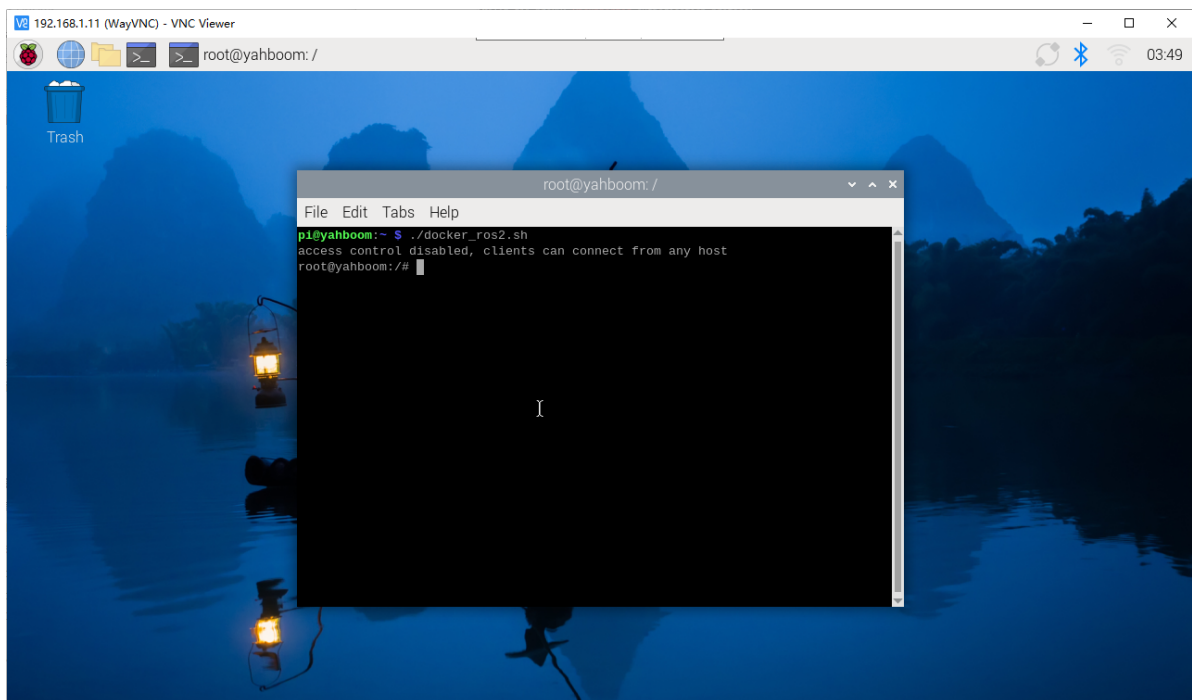 192.168.1.11 (WayVNC) - VNC Viewer
root@yahboom: /
03:49
Trash
root@yahboom: /
File Edit Tabs Help
pi@yahboom:~ $ ./docker_ros2.sh
access control disabled, clients can connect from any host
root@yahboom:/#